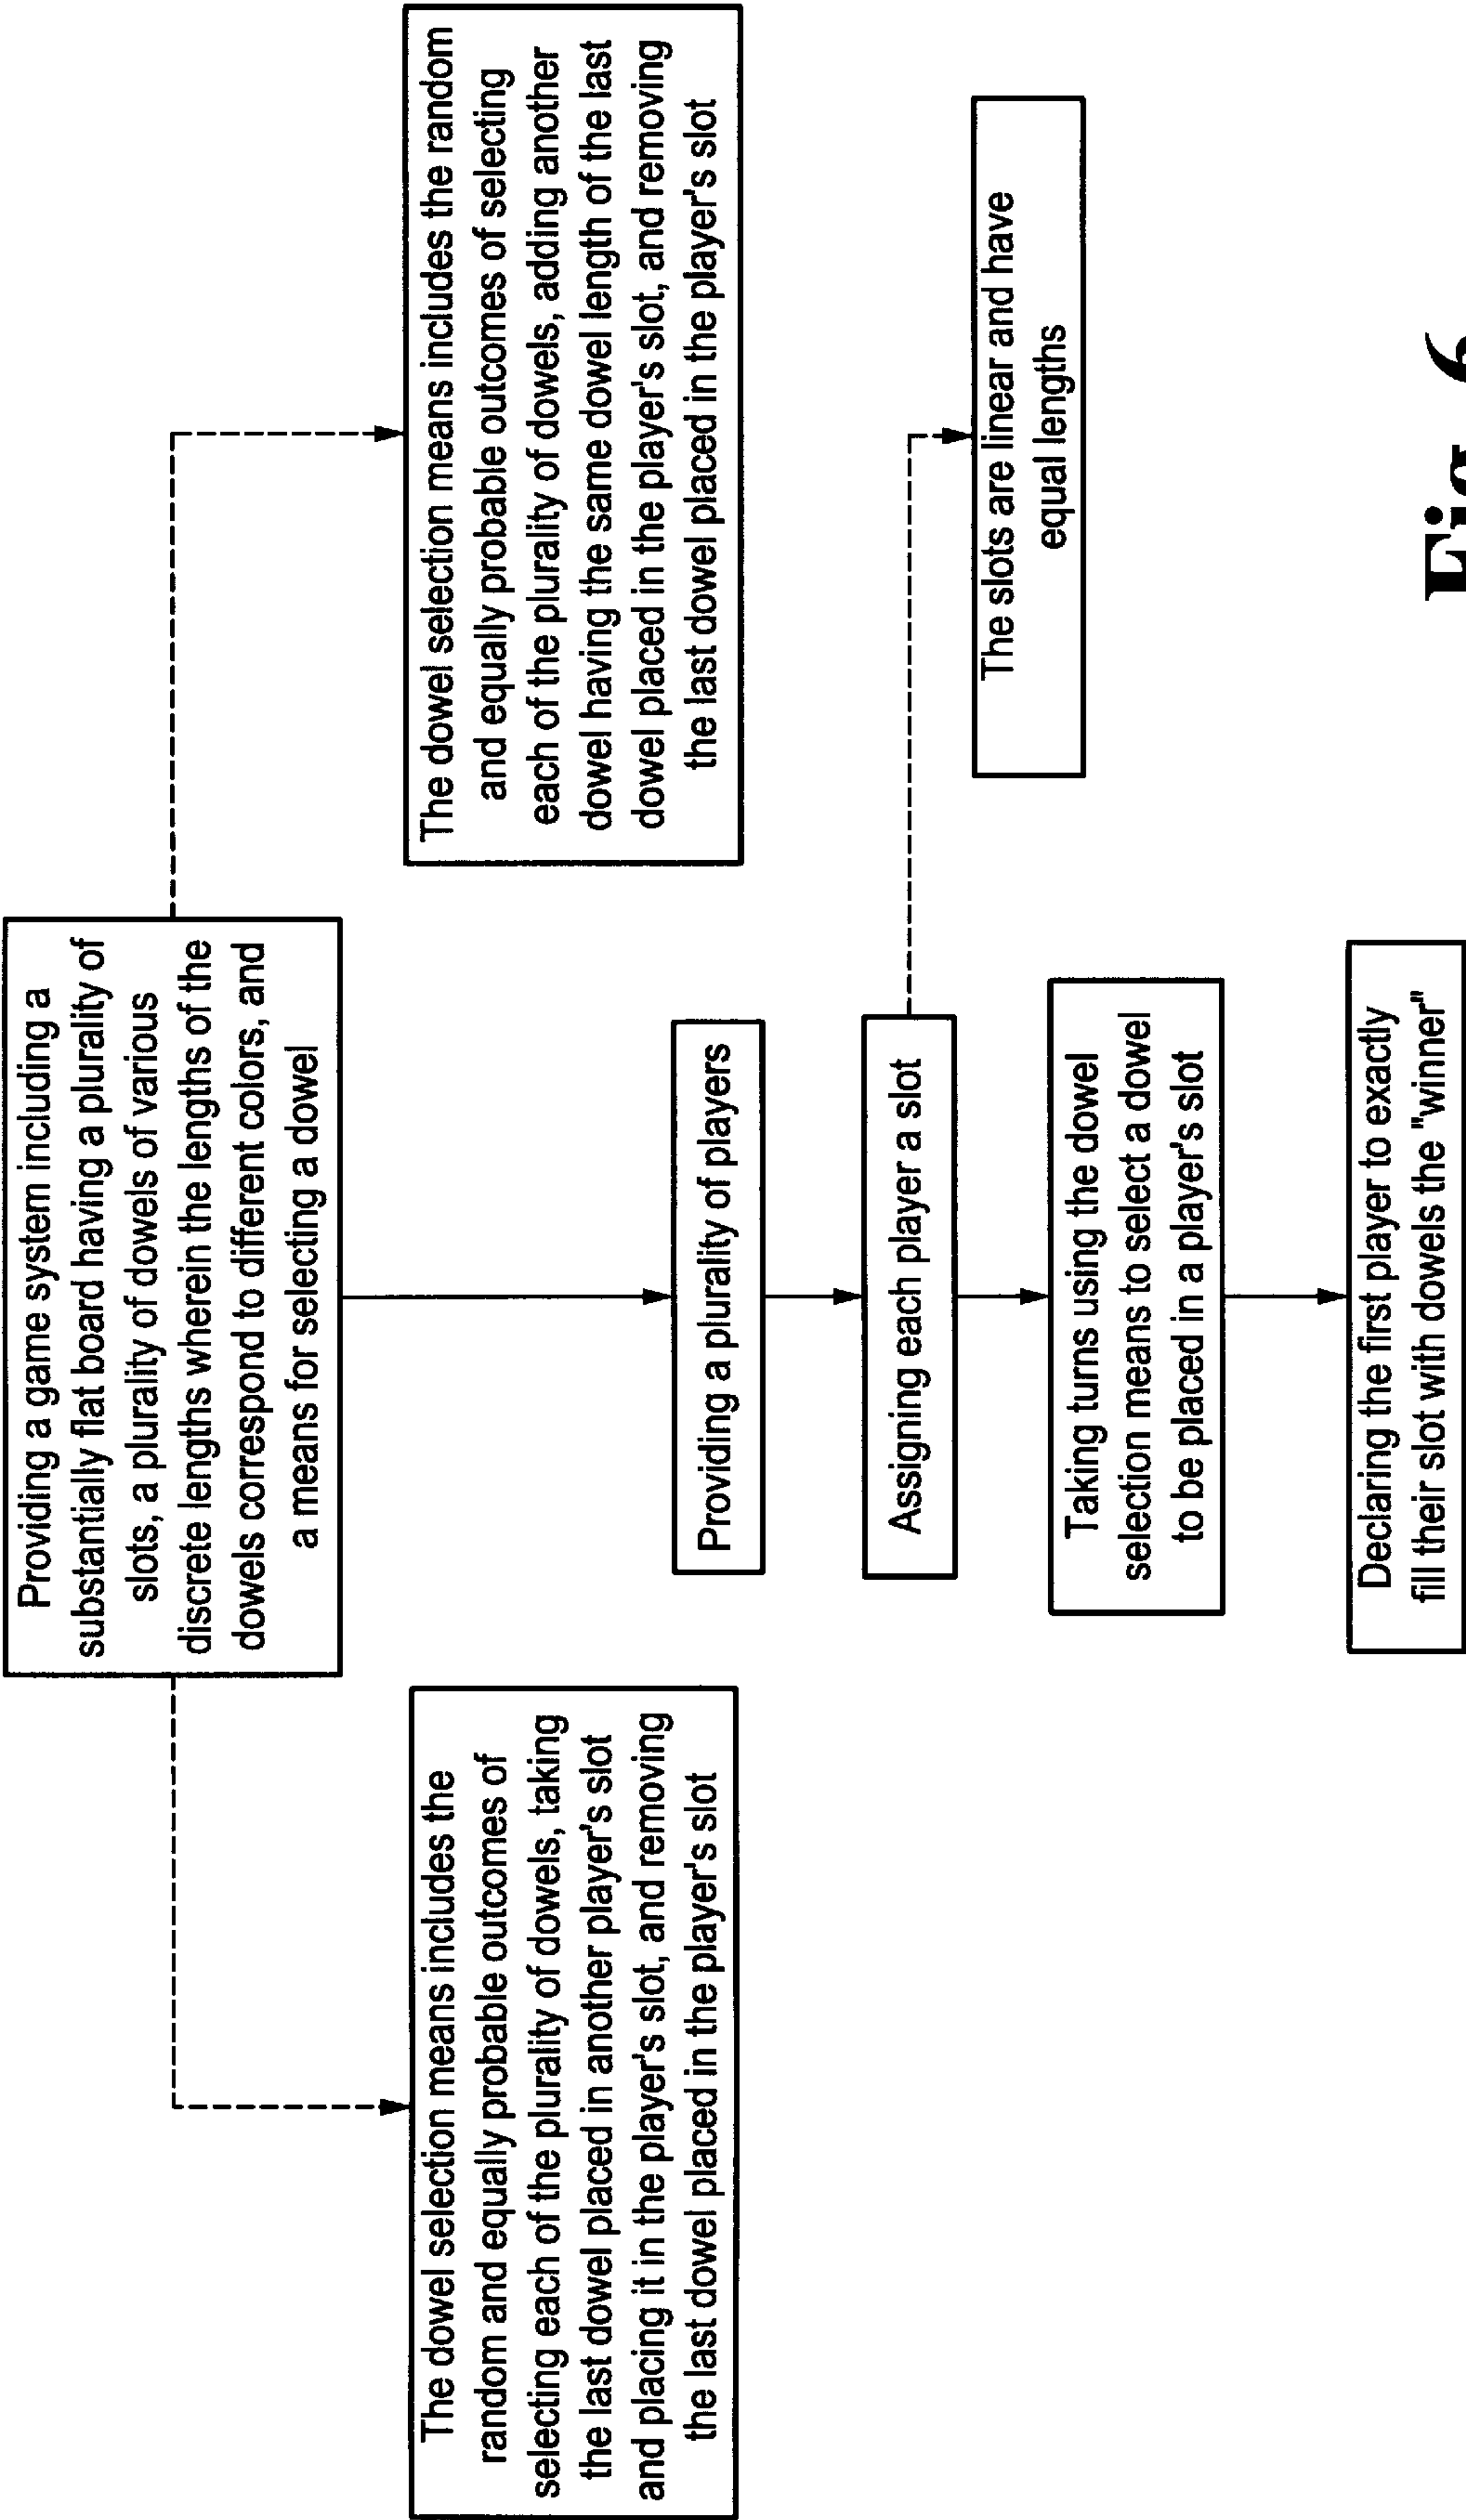 Providing a game system including a
substantially flat board having a plurality of
slots, a plurality of dowels of various
discrete lengths wherein the lengths of the
dowels correspond to different colors, and
a means for selecting a dowel
The dowel selection means includes the
random and equally probable outcomes of
selecting each of the plurality of dowels, taking
the last dowel placed in another player's slot
and placing it in the player's slot, and removing
the last dowel placed in the player's slot
The dowel selection means includes the random
and equally probable outcomes of selecting
each of the plurality of dowels, adding another
dowel having the same dowel length of the last
dowel placed in the player's slot, and removing
the last dowel placed in the player's slot
Providing a plurality of players
Assigning each player a slot
The slots are linear and have
equal lengths
Taking turns using the dowel
selection means to select a dowel
to be placed in a player's slot
Declaring the first player to exactly
fill their slot with dowels the "winner"
Fig. 6